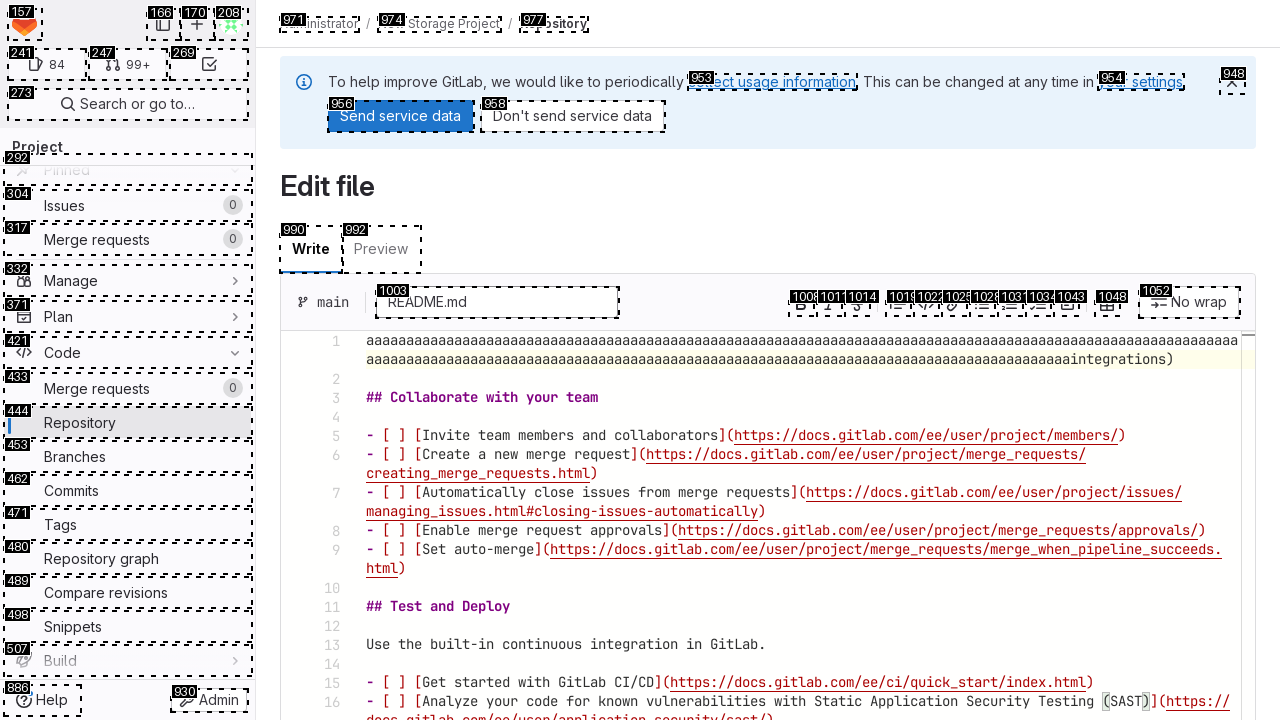 157
166
170
208
241
84
247
99+
269
273
Search or go to…
Project
292
Pinned
304
Issues
0
317
Merge requests
0
332
Manage
371
Plan
421
Code
433
Merge requests
0
444
Repository
453
Branches
462
Commits
471
Tags
480
Repository graph
489
Compare revisions
498
Snippets
507
Build
886
Help
930
Admin
971
Administrator
/
974
Storage Project
/
977
Repository
To help improve GitLab, we would like to periodically collect usage information. This can be changed at any time in your settings.
953
954
948
956
Send service data
958
Don't send service data
Edit file
990
Write
992
Preview
main
1003
README.md
1008
1011
1014
1019
1022
1025
1028
1031
1034
1043
1048
1052
No wrap
1
integrations)
2
3
## Collaborate with your team
4
5
- [ ] [Invite team members and collaborators](https://docs.gitlab.com/ee/user/project/members/)
6
- [ ] [Create a new merge request](https://docs.gitlab.com/ee/user/project/merge_requests/
creating_merge_requests.html)
7
- [ ] [Automatically close issues from merge requests](https://docs.gitlab.com/ee/user/project/issues/
managing_issues.html#closing-issues-automatically)
8
- [ ] [Enable merge request approvals](https://docs.gitlab.com/ee/user/project/merge_requests/approvals/)
9
- [ ] [Set auto-merge](https://docs.gitlab.com/ee/user/project/merge_requests/merge_when_pipeline_succeeds.
html)
10
11
## Test and Deploy
12
13
Use the built-in continuous integration in GitLab.
14
15
- [ ] [Get started with GitLab CI/CD](https://docs.gitlab.com/ee/ci/quick_start/index.html)
16
- [ ] [Analyze your code for known vulnerabilities with Static Application Security Testing (SAST)](https://
docs.gitlab.com/ee/user/application_security/sast/)